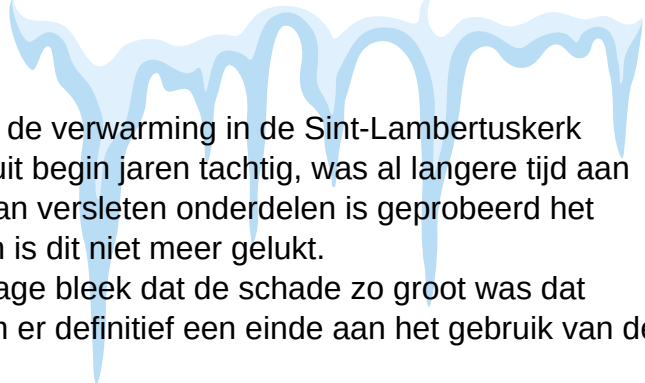 de verwarming in de Sint-Lambertuskerk
uit begin jaren tachtig, was al langere tijd aan
an versleten onderdelen is geprobeerd het
n is dit niet meer gelukt.
age bleek dat de schade zo groot was dat
n er definitief een einde aan het gebruik van de